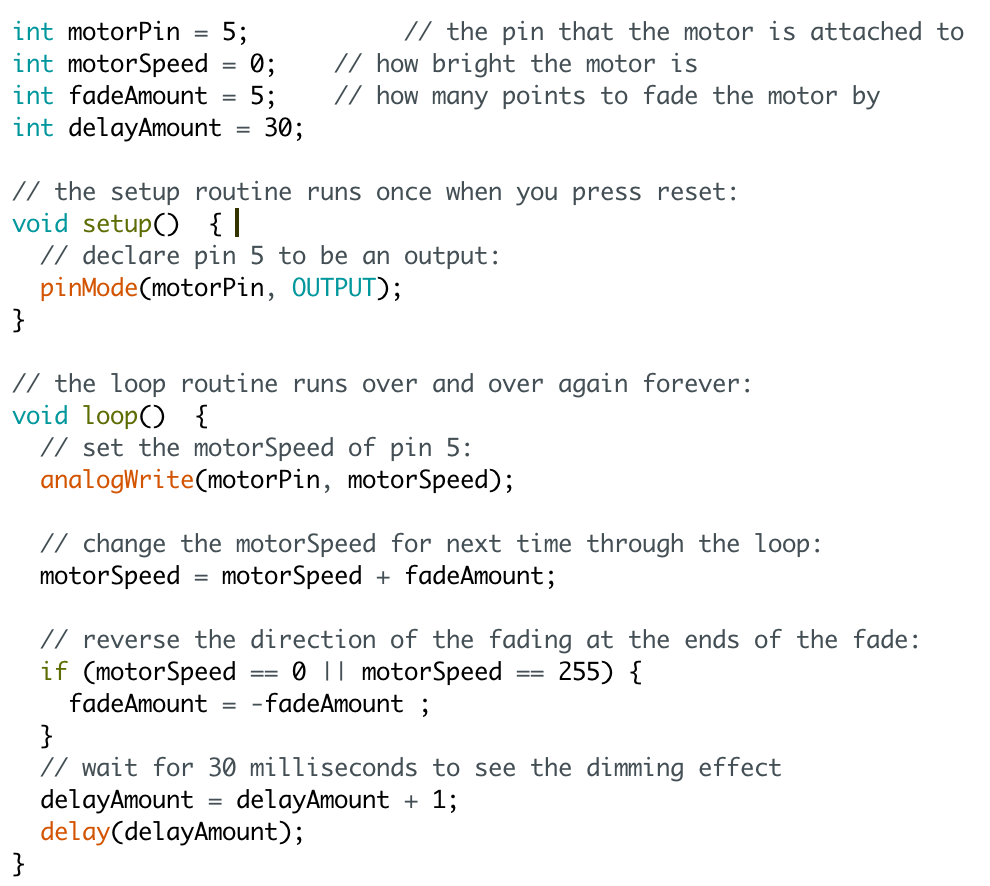 int motorPin = 5;           // the pin that the motor is attached to
int motorSpeed = 0;    // how bright the motor is
int fadeAmount = 5;    // how many points to fade the motor by
int delayAmount = 30;

// the setup routine runs once when you press reset:
void setup()  {
  // declare pin 5 to be an output:
  pinMode(motorPin, OUTPUT);
}

// the loop routine runs over and over again forever:
void loop()  {
  // set the motorSpeed of pin 5:
  analogWrite(motorPin, motorSpeed);

  // change the motorSpeed for next time through the loop:
  motorSpeed = motorSpeed + fadeAmount;

  // reverse the direction of the fading at the ends of the fade:
  if (motorSpeed == 0 || motorSpeed == 255) {
    fadeAmount = -fadeAmount ;
  }
  // wait for 30 milliseconds to see the dimming effect
  delayAmount = delayAmount + 1;
  delay(delayAmount);
}